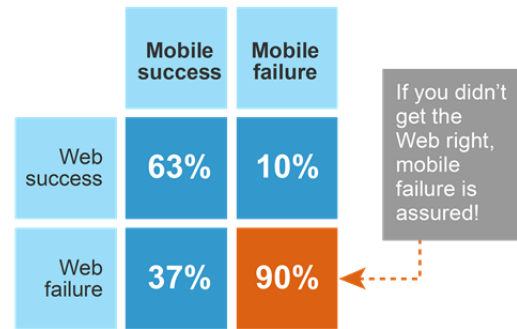 Mobile
success
Mobile
failure
Web
success
63%
10%
Web
failure
37%
90%
If you didn't
get the
Web right,
mobile
failure is
assured!